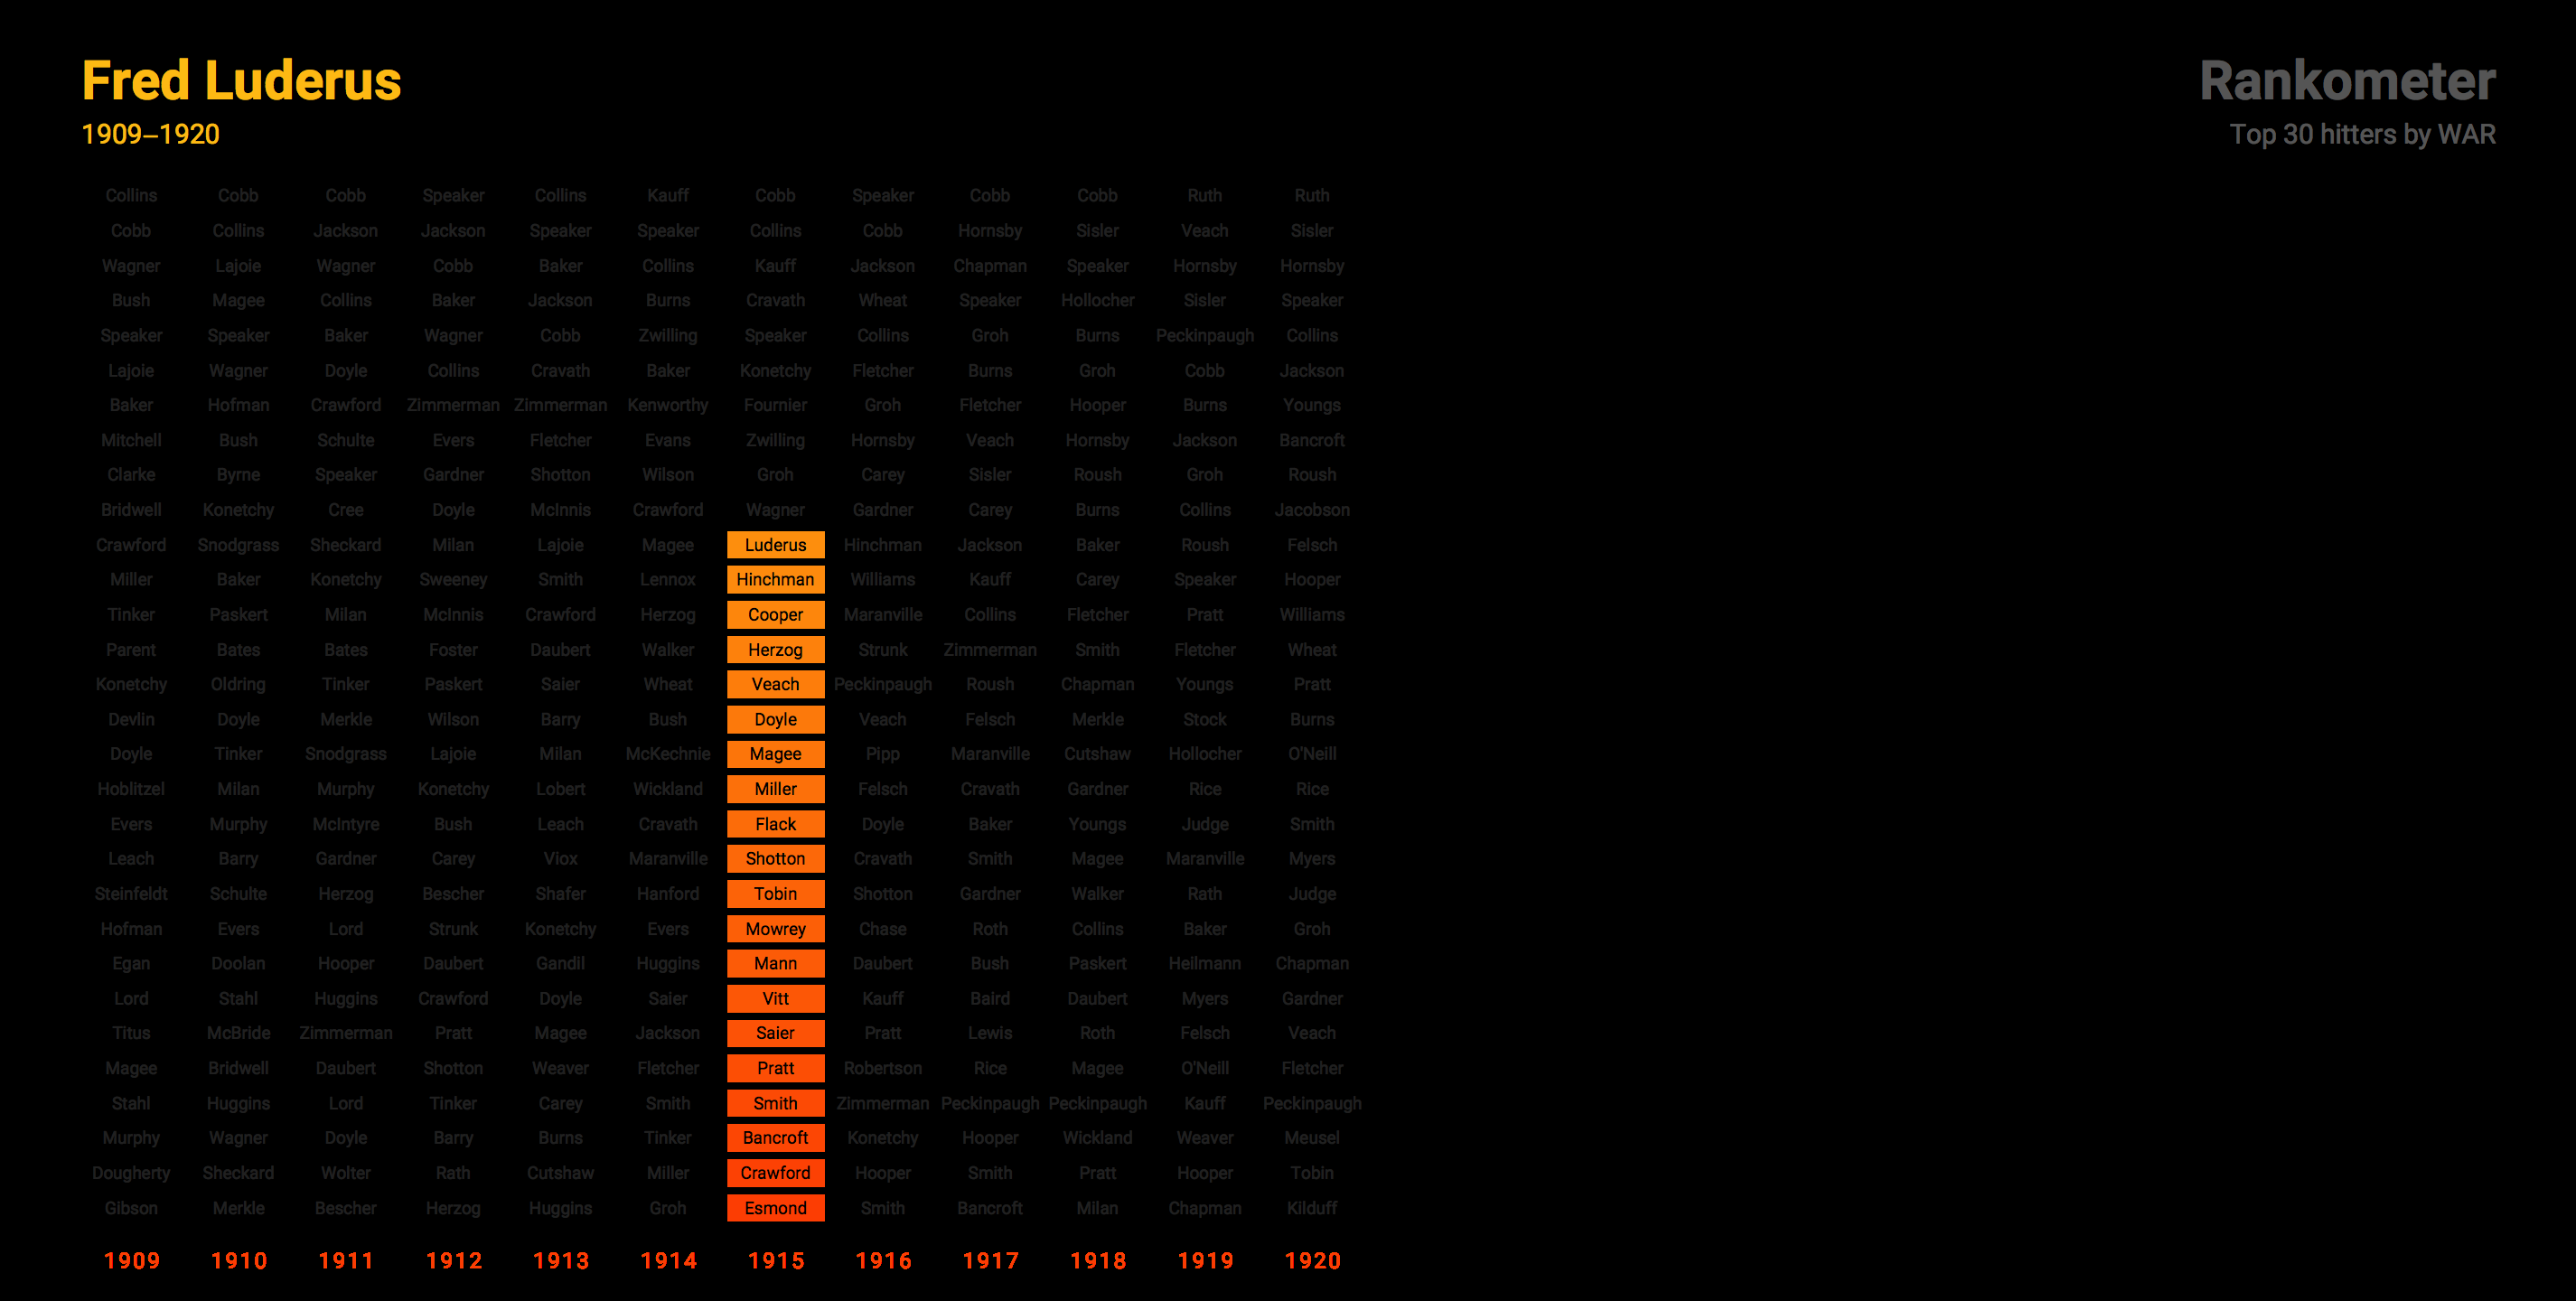 Fred Luderus
Rankometer
1909–1920
Top 30 hitters by WAR
Collins Cobb Cobb Speaker Collins Kauff Cobb Speaker Cobb Cobb Ruth Ruth
Cobb Collins Jackson Jackson Speaker Speaker Collins Cobb Hornsby Sisler Veach Sisler
Wagner Lajoie Wagner Cobb Baker Collins Kauff Jackson Chapman Speaker Hornsby Hornsby
Bush Magee Collins Baker Jackson Burns Cravath Wheat Speaker Hollocher Sisler Speaker
Speaker Speaker Baker Wagner Cobb Zwilling Speaker Collins Groh Burns Peckinpaugh Collins
Lajoie Wagner Doyle Collins Cravath Baker Konetchy Fletcher Burns Groh Cobb Jackson
Baker Hofman Crawford Zimmerman Zimmerman Kenworthy Fournier Groh Fletcher Hooper Burns Youngs
Mitchell Bush Schulte Evers Fletcher Evans Zwilling Hornsby Veach Hornsby Jackson Bancroft
Clarke Byrne Speaker Gardner Shotton Wilson Groh Carey Sisler Roush Groh Roush
Bridwell Konetchy Cree Doyle McInnis Crawford Wagner Gardner Carey Burns Collins Jacobson
Crawford Snodgrass Sheckard Milan Lajoie Magee Luderus Hinchman Jackson Baker Roush Felsch
Miller Baker Konetchy Sweeney Smith Lennox Hinchman Williams Kauff Carey Speaker Hooper
Tinker Paskert Milan McInnis Crawford Herzog Cooper Maranville Collins Fletcher Pratt Williams
Parent Bates Bates Foster Daubert Walker Herzog Strunk Zimmerman Smith Fletcher Wheat
Konetchy Oldring Tinker Paskert Saier Wheat Veach Peckinpaugh Roush Chapman Youngs Pratt
Devlin Doyle Merkle Wilson Barry Bush Doyle Veach Felsch Merkle Stock Burns
Doyle Tinker Snodgrass Lajoie Milan McKechnie Magee Pipp Maranville Cutshaw Hollocher O'Neill
Hoblitzel Milan Murphy Konetchy Lobert Wickland Miller Felsch Cravath Gardner Rice Rice
Evers Murphy McIntyre Bush Leach Cravath Flack Doyle Baker Youngs Judge Smith
Leach Barry Gardner Carey Viox Maranville Shotton Cravath Smith Magee Maranville Myers
Steinfeldt Schulte Herzog Bescher Shafer Hanford Tobin Shotton Gardner Walker Rath Judge
Hofman Evers Lord Strunk Konetchy Evers Mowrey Chase Roth Collins Baker Groh
Egan Doolan Hooper Daubert Gandil Huggins Mann Daubert Bush Paskert Heilmann Chapman
Lord Stahl Huggins Crawford Doyle Saier Vitt Kauff Baird Daubert Myers Gardner
Titus McBride Zimmerman Pratt Magee Jackson Saier Pratt Lewis Roth Felsch Veach
Magee Bridwell Daubert Shotton Weaver Fletcher Pratt Robertson Rice Magee O'Neill Fletcher
Stahl Huggins Lord Tinker Carey Smith Smith Zimmerman Peckinpaugh Peckinpaugh Kauff Peckinpaugh
Murphy Wagner Doyle Barry Burns Tinker Bancroft Konetchy Hooper Wickland Weaver Meusel
Dougherty Sheckard Wolter Rath Cutshaw Miller Crawford Hooper Smith Pratt Hooper Tobin
Gibson Merkle Bescher Herzog Huggins Groh Esmond Smith Bancroft Milan Chapman Kilduff
1909 1910 1911 1912 1913 1914 1915 1916 1917 1918 1919 1920